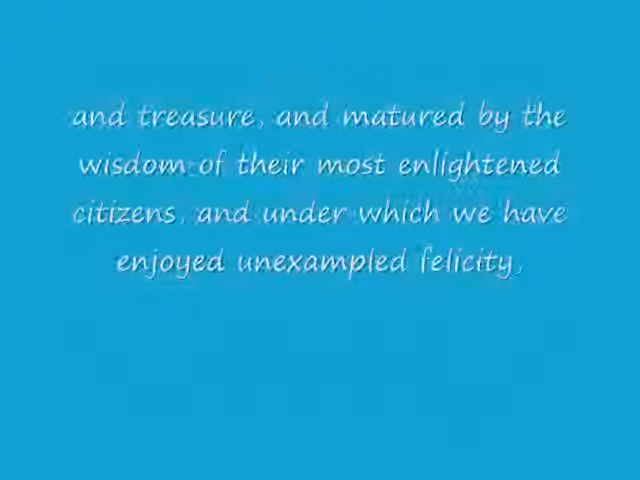 and treasure, and matured by the
wisdom of their most enlightened
citizens, and under which we have
enjoyed unexampled felicity,